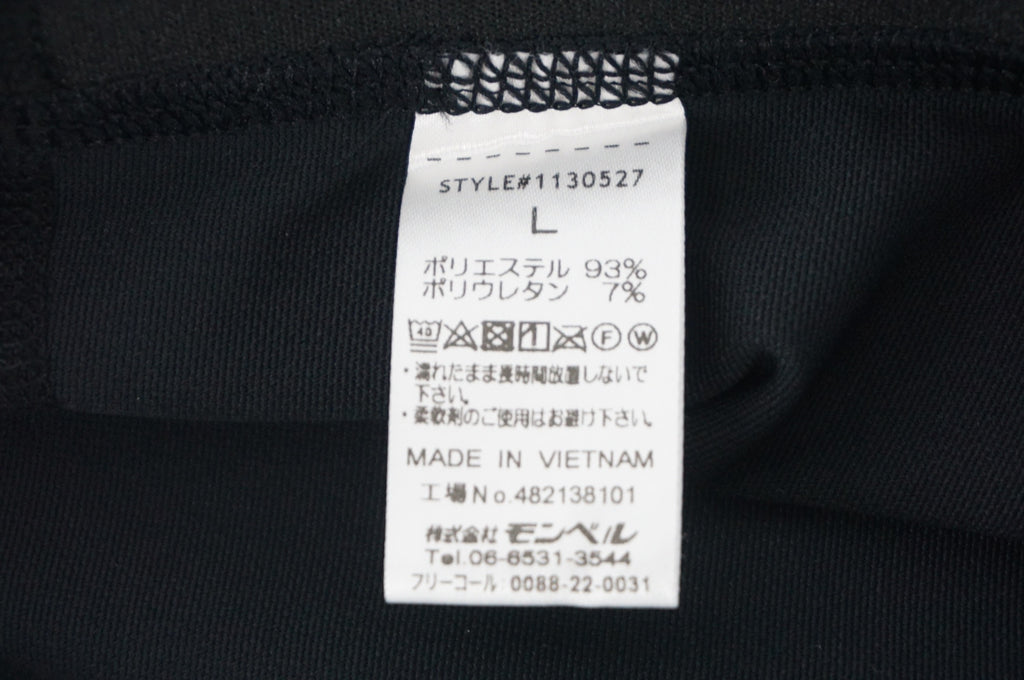 STYLE#1130527
L
ポリエステル 93%
ポリウレタン 7%
40 F W
・濡れたまま長時間放置しないで
下さい。
・柔軟剤のご使用はお避け下さい。
MADE IN VIETNAM
工場No.482138101
株式会社モンベル
Tel.06-6531-3544
フリーコール:0088-22-0031